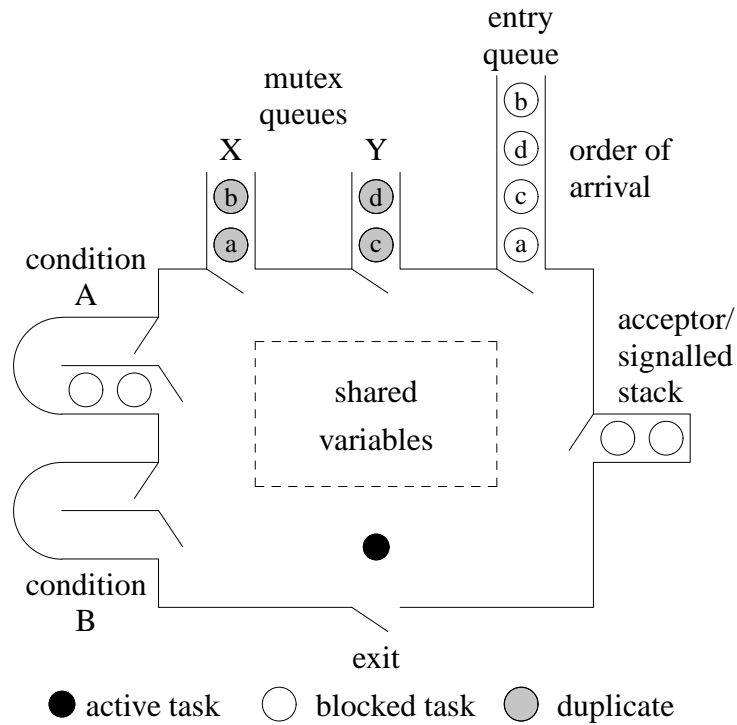 entry
queue
mutex
queues
X
Y
b
d
c
a
order of
arrival
b
a
d
c
condition
A
acceptor/
signalled
stack
shared
variables
condition
B
exit
active task
blocked task
duplicate